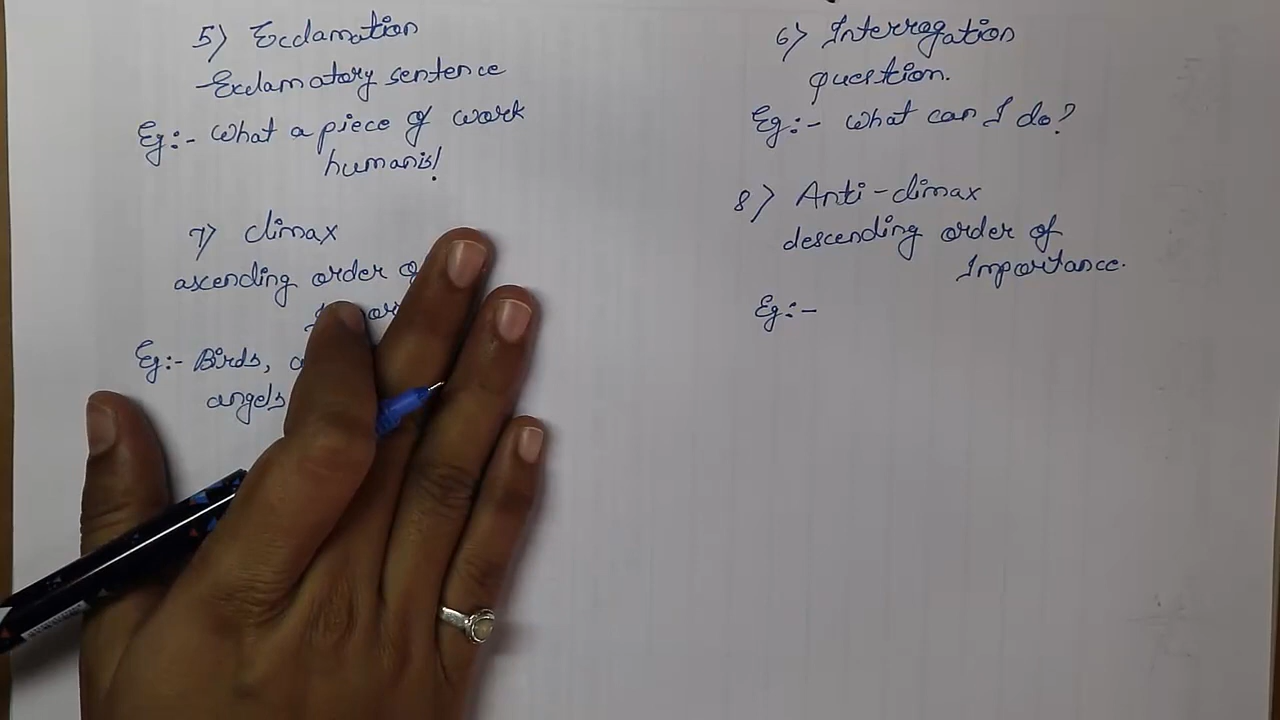 5) Exclamation
- Exclamatory sentence
Eg:- What a piece of work
human is!
6) Interrogation
question.
Eg:- What can I do?
7) climax
ascending order
Eg:- Birds,
angels
8) Anti-climax
descending order of
Importance.
Eg:-